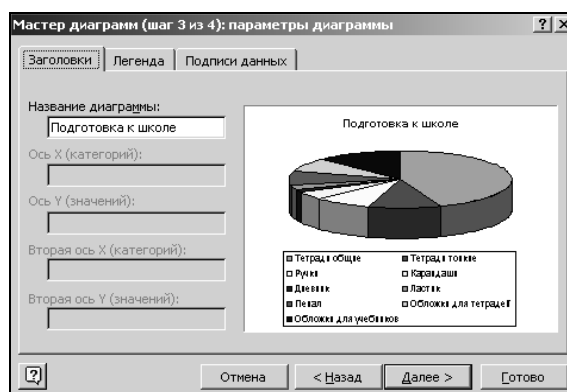 Мастер диаграмм (шаг 3 из 4): параметры диаграммы
Заголовки Легенда Подписи данных
Название диаграммы:
Подготовка к школе
Ось X (категорий):
Ось Y (значений):
Вторая ось X (категорий):
Вторая ось Y (значений):
Подготовка к школе
Тетради общие Тетради тонкие
Ручки Карандаши
Дневник Ластик
Пенал Обложки для тетрадей
Обложки для учебников
Отмена < Назад Далее > Готово